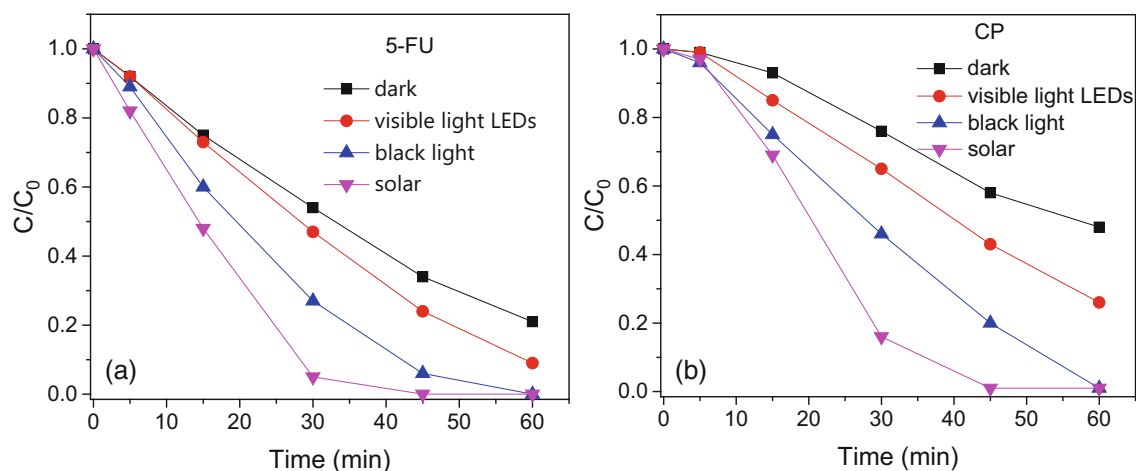 5-FU
dark
visible light LEDs
black light
solar
1.0
0.8
0.6
0.4
0.2
0.0
C/C₀
(a)
0 10 20 30 40 50 60
Time (min)
CP
dark
visible light LEDs
black light
solar
1.0
0.8
0.6
0.4
0.2
0.0
C/C₀
(b)
0 10 20 30 40 50 60
Time (min)